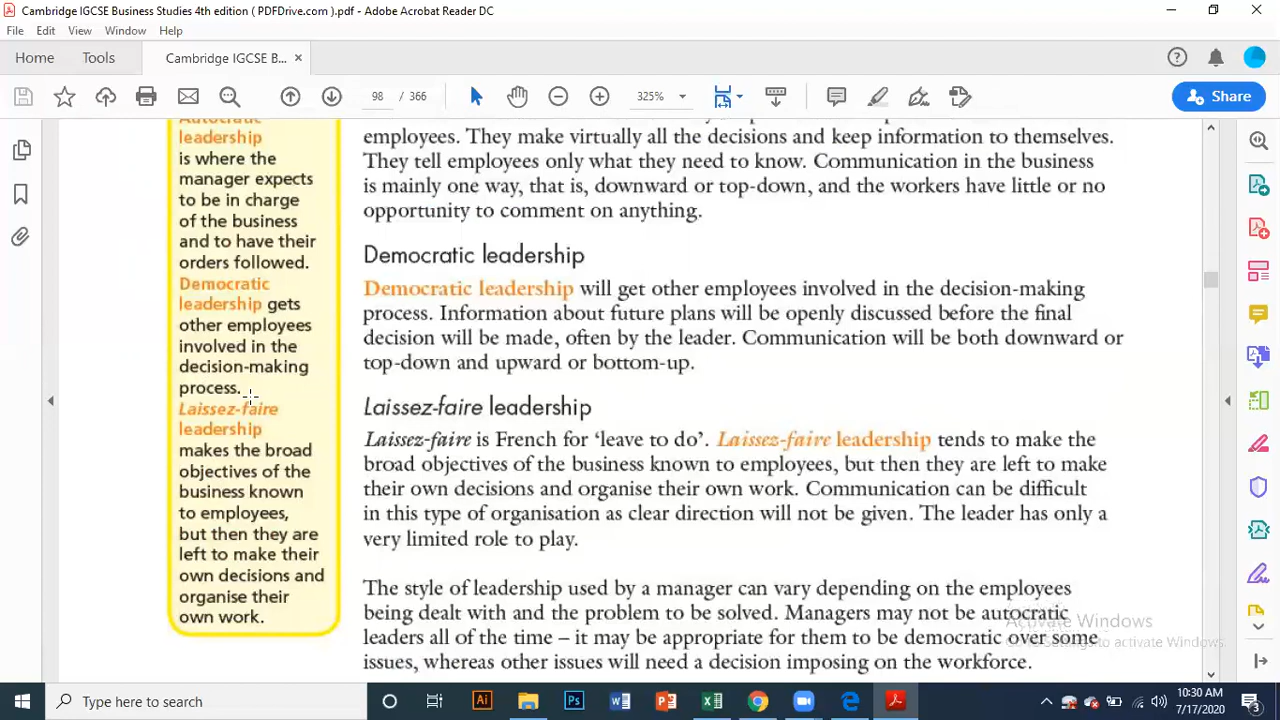 Cambridge IGCSE Business Studies 4th edition ( PDFDrive.com ).pdf - Adobe Acrobat Reader DC
File Edit View Window Help
Home Tools Cambridge IGCSE B... ×
98 / 366 325% Share
Autocratic
leadership
is where the
manager expects
to be in charge
of the business
and to have their
orders followed.
Democratic
leadership gets
other employees
involved in the
decision-making
process.
Laissez-faire
leadership
makes the broad
objectives of the
business known
to employees,
but then they are
left to make their
own decisions and
organise their
own work.
employees. They make virtually all the decisions and keep information to themselves.
They tell employees only what they need to know. Communication in the business
is mainly one way, that is, downward or top-down, and the workers have little or no
opportunity to comment on anything.
Democratic leadership
Democratic leadership will get other employees involved in the decision-making
process. Information about future plans will be openly discussed before the final
decision will be made, often by the leader. Communication will be both downward or
top-down and upward or bottom-up.
Laissez-faire leadership
Laissez-faire is French for ‘leave to do’. Laissez-faire leadership tends to make the
broad objectives of the business known to employees, but then they are left to make
their own decisions and organise their own work. Communication can be difficult
in this type of organisation as clear direction will not be given. The leader has only a
very limited role to play.
The style of leadership used by a manager can vary depending on the employees
being dealt with and the problem to be solved. Managers may not be autocratic
leaders all of the time – it may be appropriate for them to be democratic over some
issues, whereas other issues will need a decision imposing on the workforce.
Activate Windows
Go to Settings to activate Windows.
Type here to search
10:30 AM
7/17/2020
3